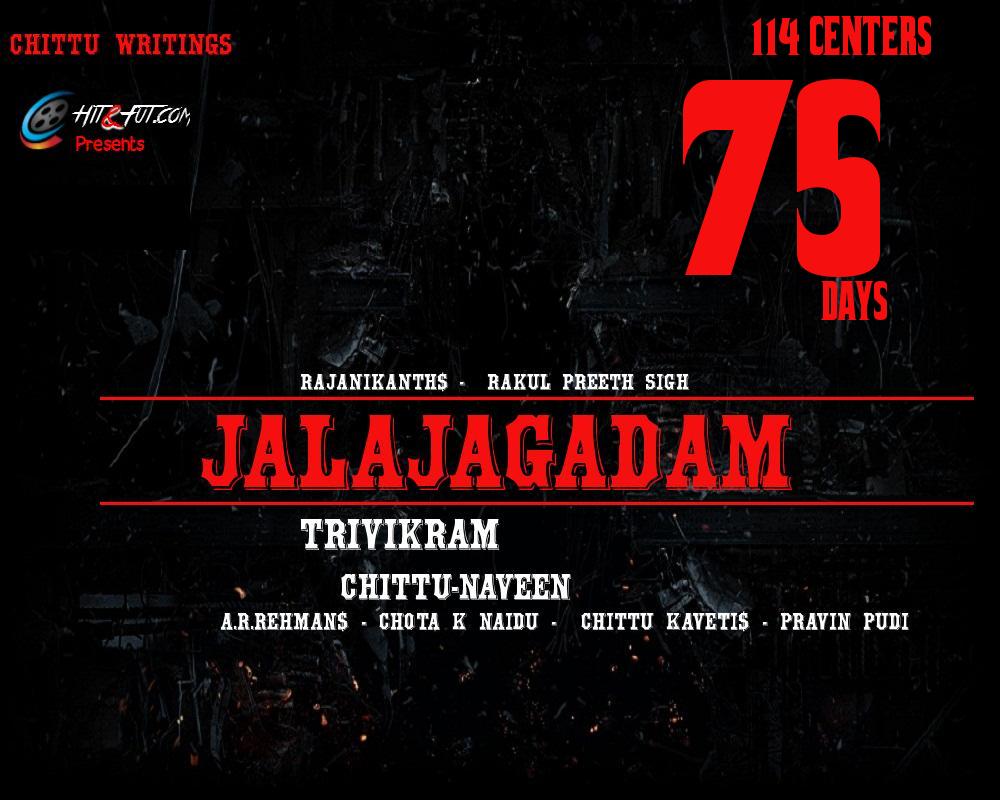 CHITTU WRITINGS
114 CENTERS
HIT&FUT.COM
Presents
75
DAYS
RAJANIKANTH$ - RAKUL PREETH SIGH
JALAJAGADAM
TRIVIKRAM
CHITTU-NAVEEN
A.R.REHMAN$ - CHOTA K NAIDU - CHITTU KAVETI$ - PRAVIN PUDI